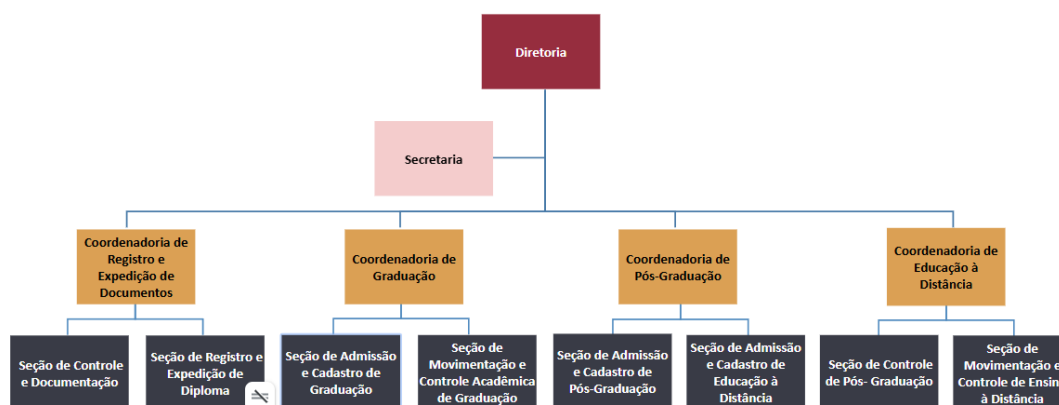 Diretoria
Secretaria
Coordenadoria de
Registro e
Expedição de
Documentos
Coordenadoria de
Graduação
Coordenadoria de
Pós-Graduação
Coordenadoria de
Educação à
Distância
Seção de Controle
e Documentação
Seção de Registro e
Expedição de
Diploma
Seção de Admissão
e Cadastro de
Graduação
Seção de
Movimentação e
Controle Acadêmica
de Graduação
Seção de Admissão
e Cadastro de
Pós-Graduação
Seção de Admissão
e Cadastro de
Educação à
Distância
Seção de Controle
de Pós- Graduação
Seção de
Movimentação e
Controle de Ensin
à Distância